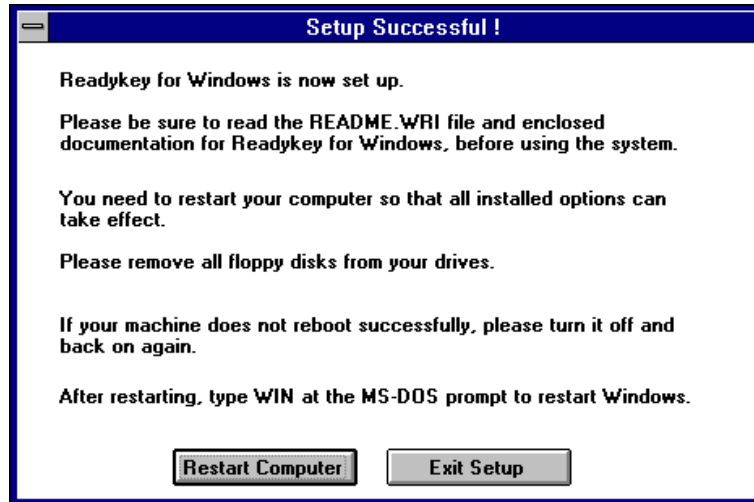 Setup Successful !
Readykey for Windows is now set up.
Please be sure to read the README.WRI file and enclosed
documentation for Readykey for Windows, before using the system.
You need to restart your computer so that all installed options can
take effect.
Please remove all floppy disks from your drives.
If your machine does not reboot successfully, please turn it off and
back on again.
After restarting, type WIN at the MS-DOS prompt to restart Windows.
Restart Computer
Exit Setup